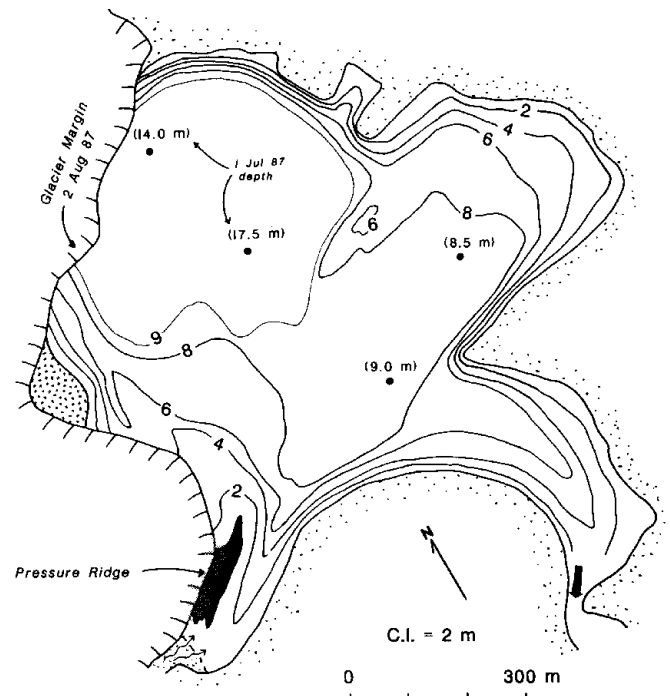 Glacier Margin
2 Aug 87
(14.0 m)
1 Jul 87
depth
(17.5 m)
2
4
6
8
6
(8.5 m)
9
8
(9.0 m)
6
4
2
Pressure Ridge
N
C.I. = 2 m
0 300 m